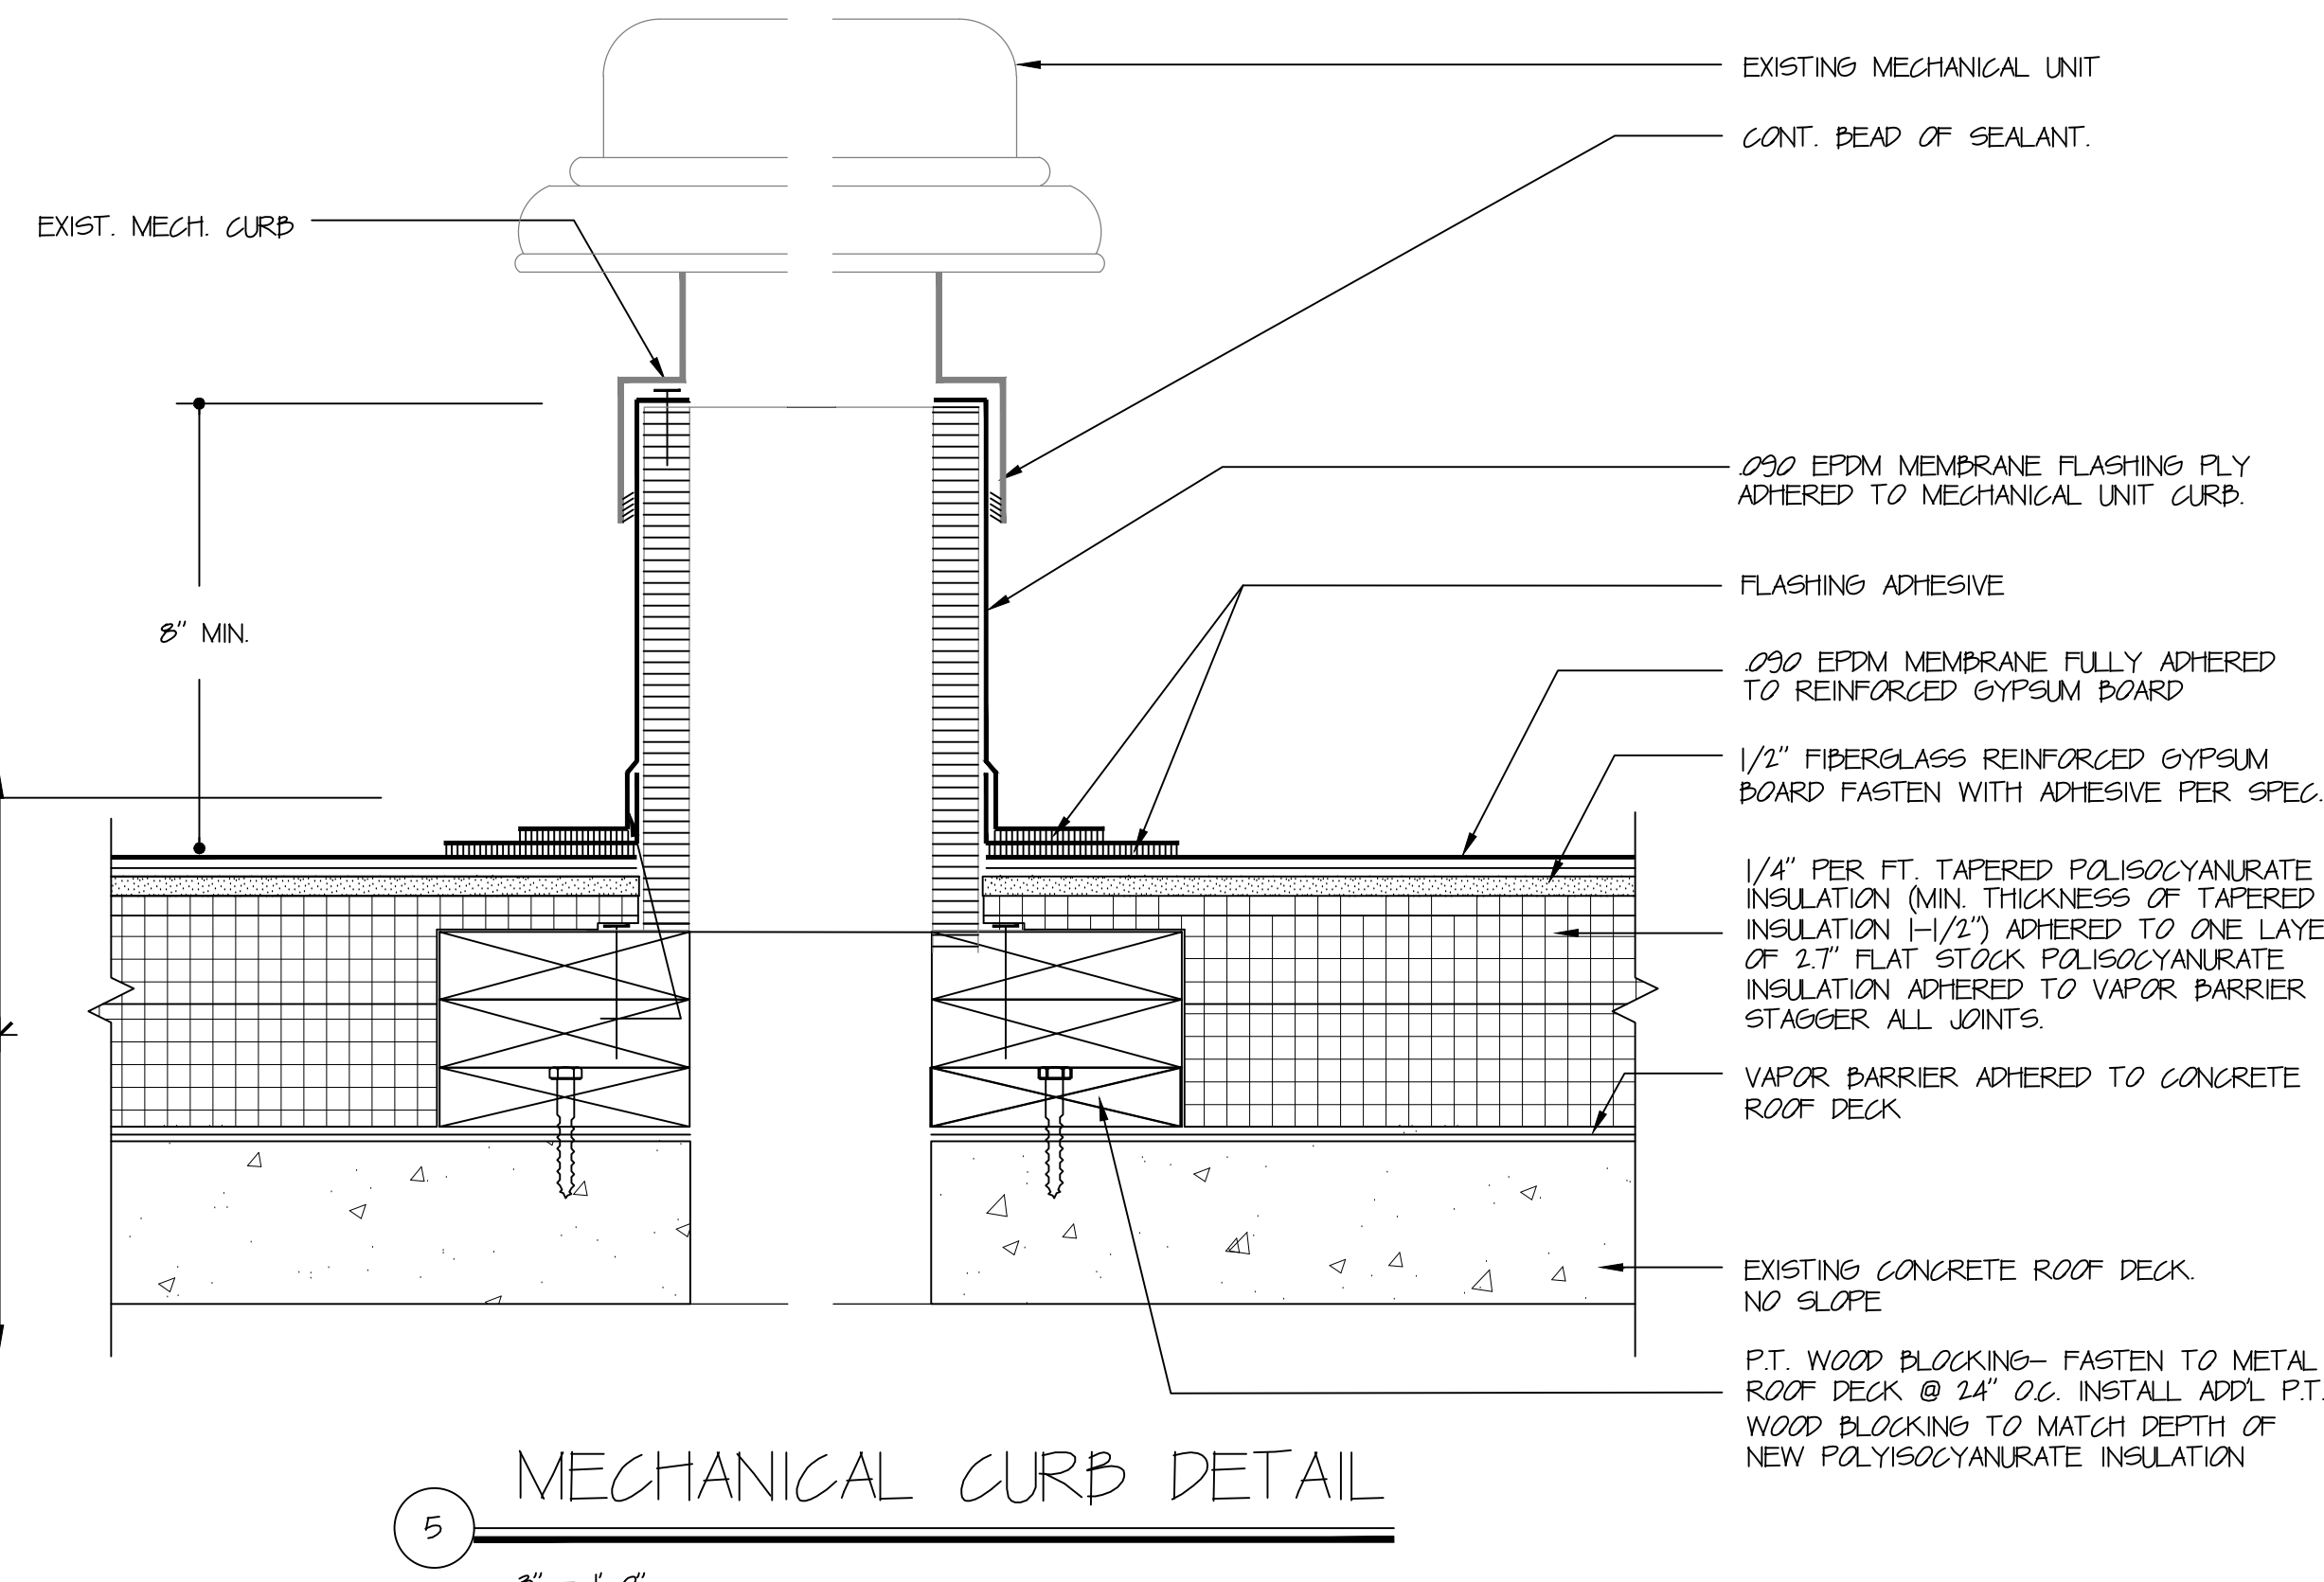 EXISTING MECHANICAL UNIT
CONT. BEAD OF SEALANT.
EXIST. MECH. CURB
.090 EPDM MEMBRANE FLASHING PLY
ADHERED TO MECHANICAL UNIT CURB.
FLASHING ADHESIVE
8" MIN.
.090 EPDM MEMBRANE FULLY ADHERED
TO REINFORCED GYPSUM BOARD
1/2" FIBERGLASS REINFORCED GYPSUM
BOARD FASTEN WITH ADHESIVE PER SPEC.
1/4" PER FT. TAPERED POLISOCYANURATE
INSULATION (MIN. THICKNESS OF TAPERED
INSULATION 1-1/2") ADHERED TO ONE LAYE
OF 2.7" FLAT STOCK POLISOCYANURATE
INSULATION ADHERED TO VAPOR BARRIER
STAGGER ALL JOINTS.
VAPOR BARRIER ADHERED TO CONCRETE
ROOF DECK
EXISTING CONCRETE ROOF DECK.
NO SLOPE
P.T. WOOD BLOCKING- FASTEN TO METAL
ROOF DECK @ 24" O.C. INSTALL ADD'L P.T.
WOOD BLOCKING TO MATCH DEPTH OF
NEW POLYISOCYANURATE INSULATION
MECHANICAL CURB DETAIL
5